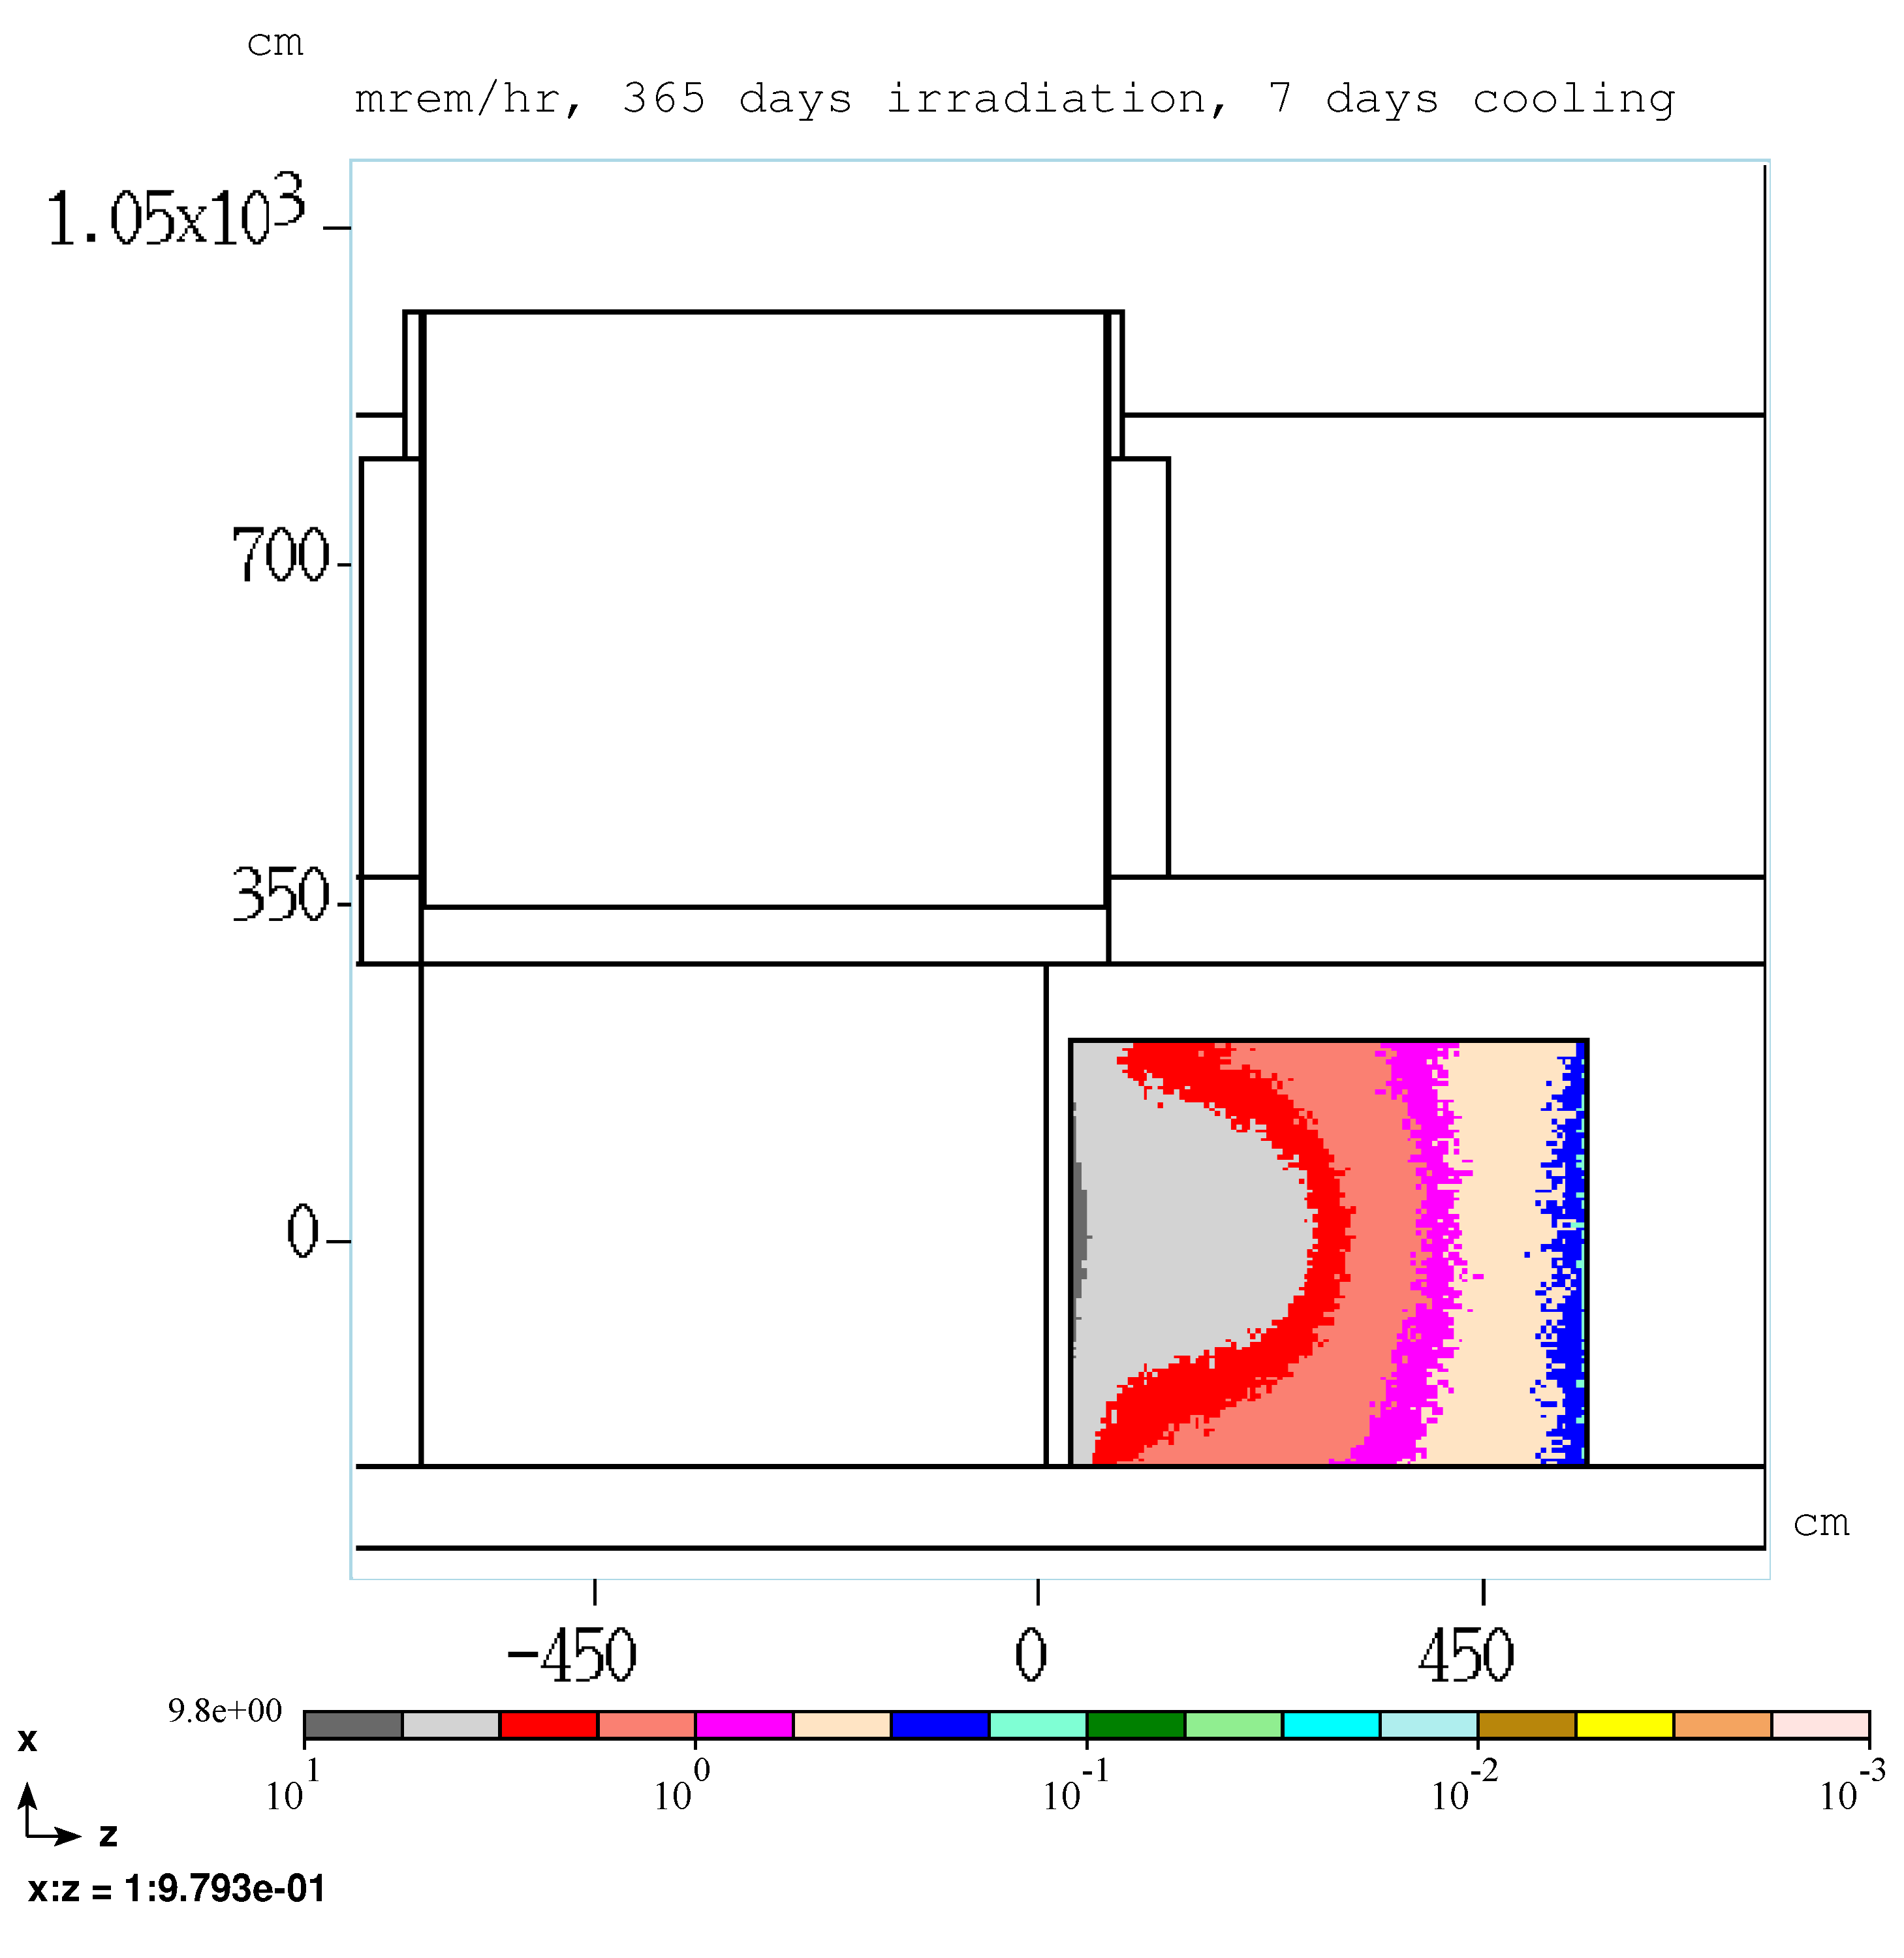 cm
mrem/hr, 365 days irradiation, 7 days cooling
1.05x10³
700
350
0
cm
-450 0 450
9.8e+00
10¹ 10⁰ 10⁻¹ 10⁻² 10⁻³
x
z
x:z = 1:9.793e-01